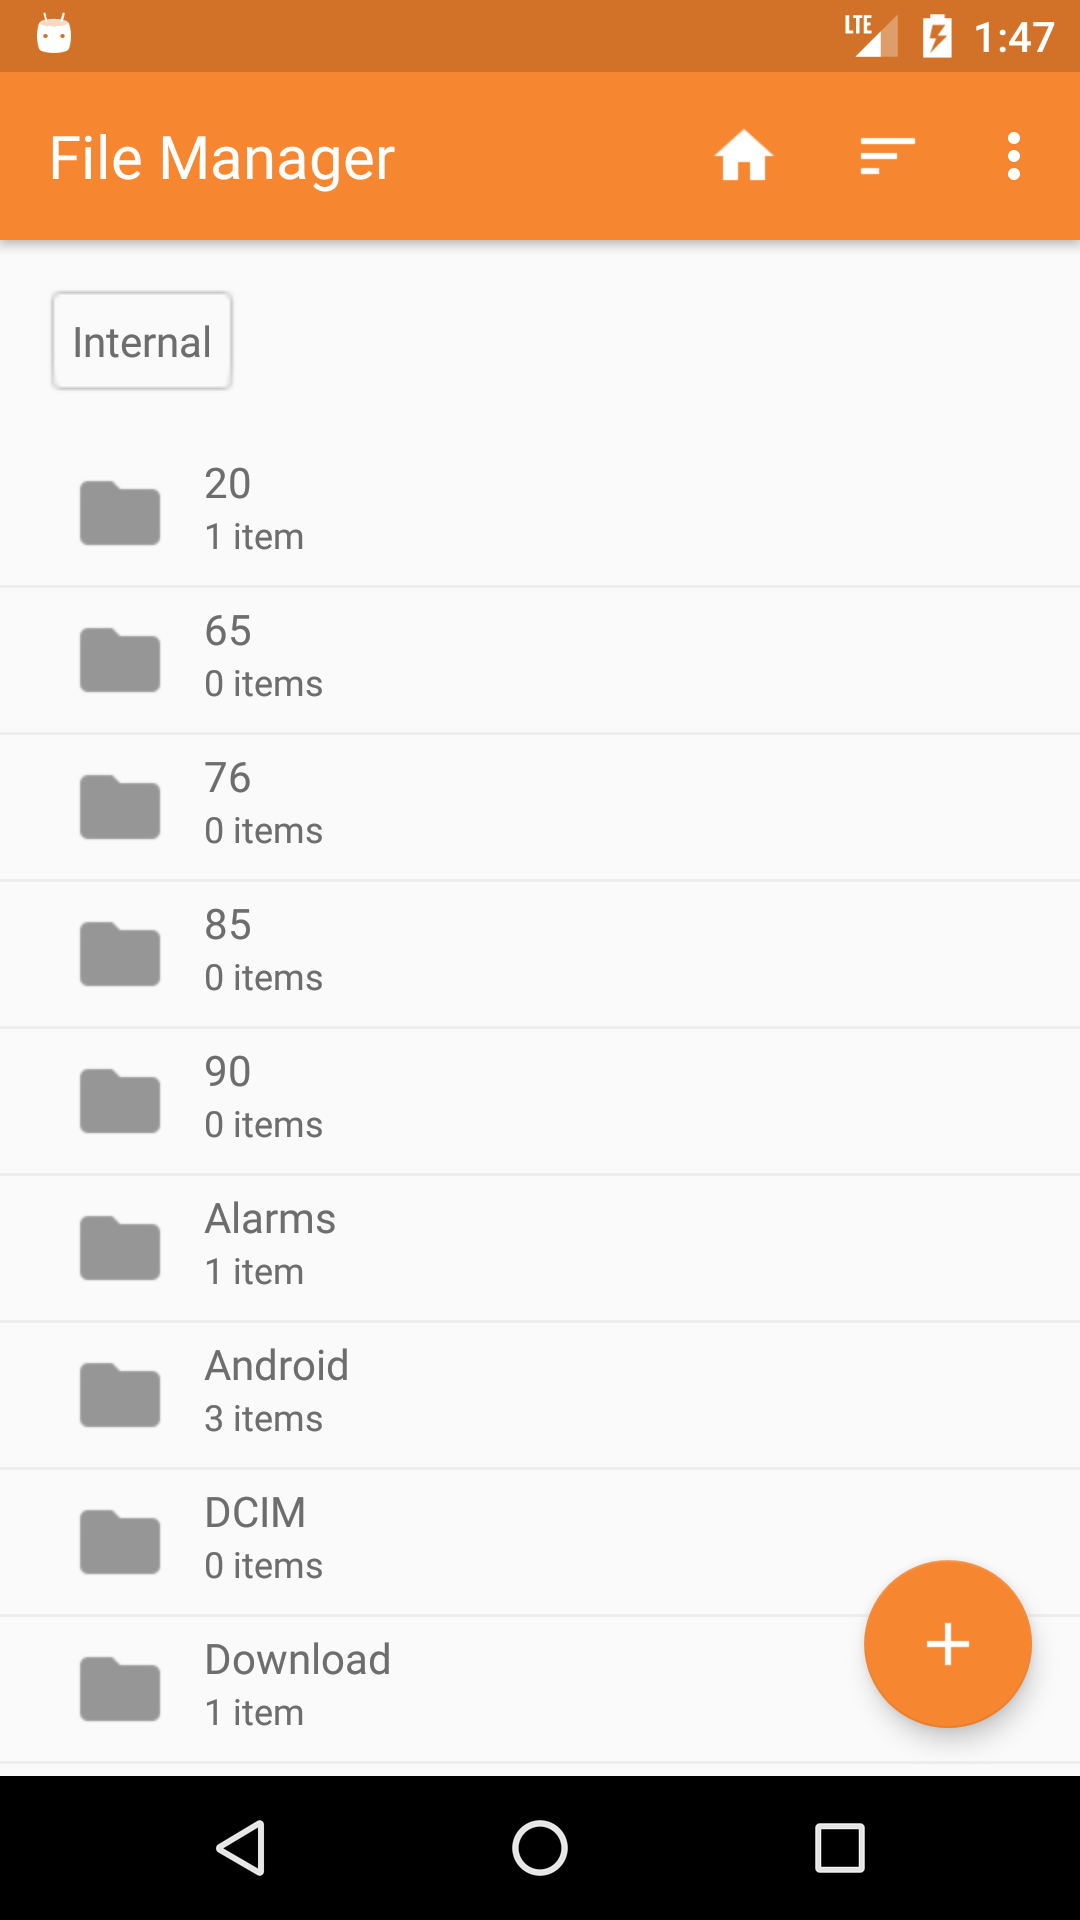 LTE 1:47
File Manager
Internal
20
1 item
65
0 items
76
0 items
85
0 items
90
0 items
Alarms
1 item
Android
3 items
DCIM
0 items
Download
1 item